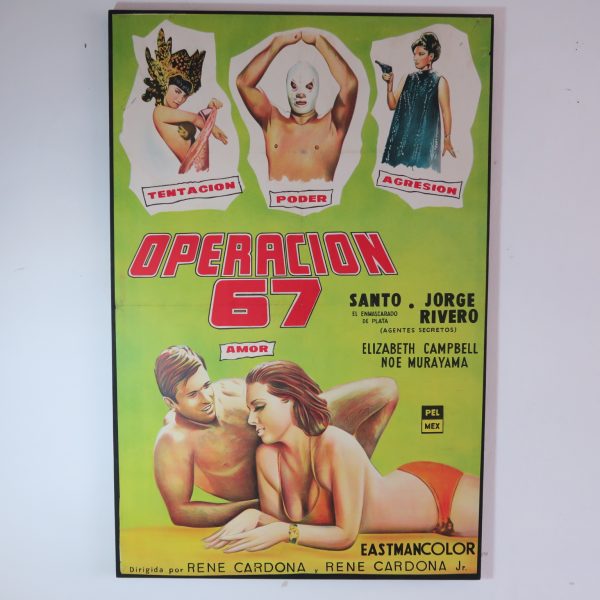 TENTACION
PODER
AGRESION
OPERACION
67
SANTO . JORGE
EL ENMASCARADO
DE PLATA
RIVERO
(AGENTES SECRETOS)
ELIZABETH CAMPBELL
NOE MURAYAMA
AMOR
PEL
MEX
EASTMANCOLOR
Dirigida por RENE CARDONA y RENE CARDONA Jr.